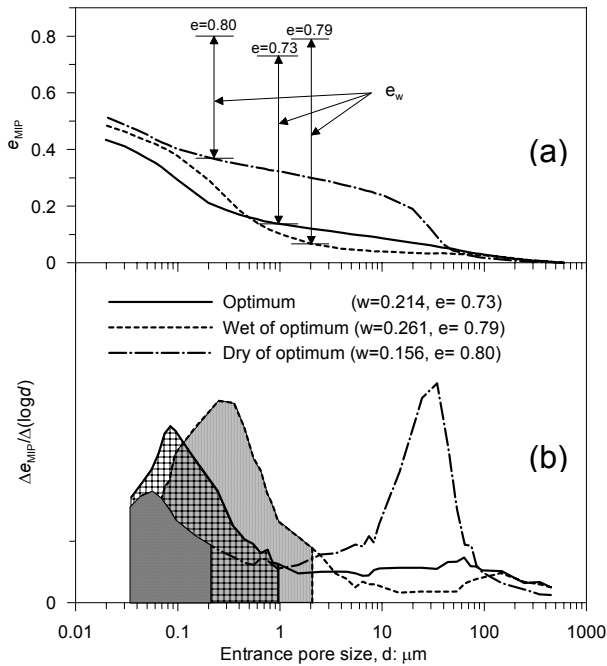 e=0.80
e=0.79
e=0.73
0.8
0.6
0.4
0.2
0
e_MIP
e_w
(a)
Optimum (w=0.214, e= 0.73)
Wet of optimum (w=0.261, e= 0.79)
Dry of optimum (w=0.156, e= 0.80)
Δe_MIP/Δ(logd)
(b)
0
0.01 0.1 1 10 100 1000
Entrance pore size, d: μm